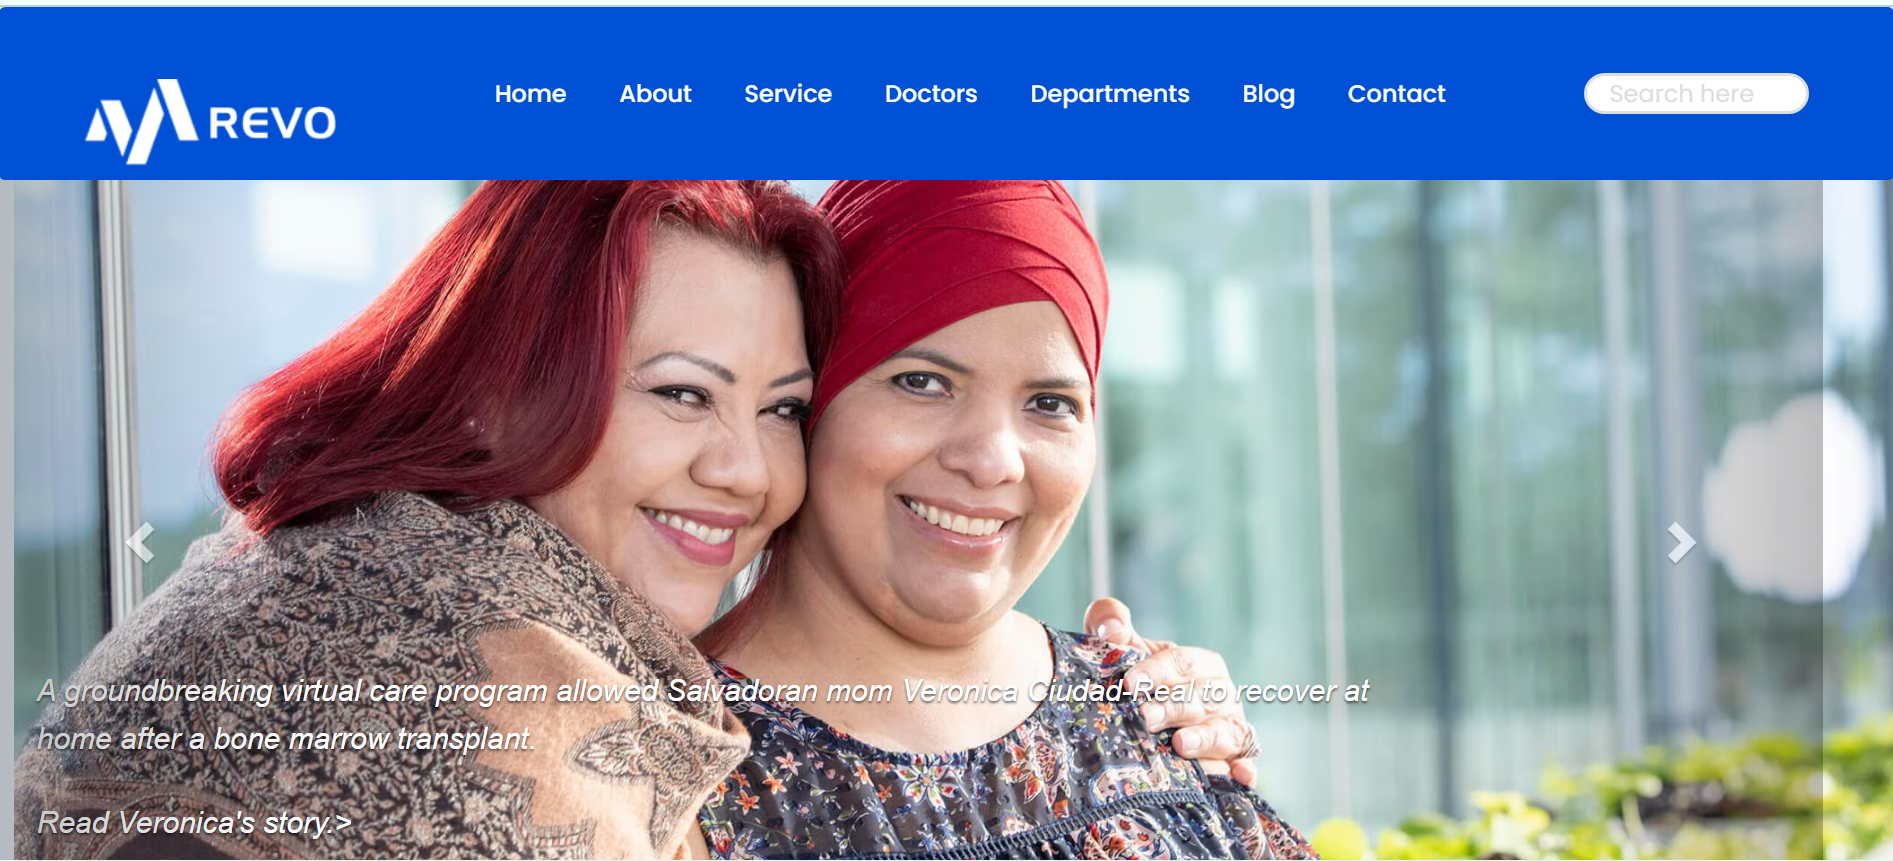 REVO
Home
About
Service
Doctors
Departments
Blog
Contact
Search here
A groundbreaking virtual care program allowed Salvadoran mom Veronica Ciudad-Real to recover at
home after a bone marrow transplant.
Read Veronica's story.>